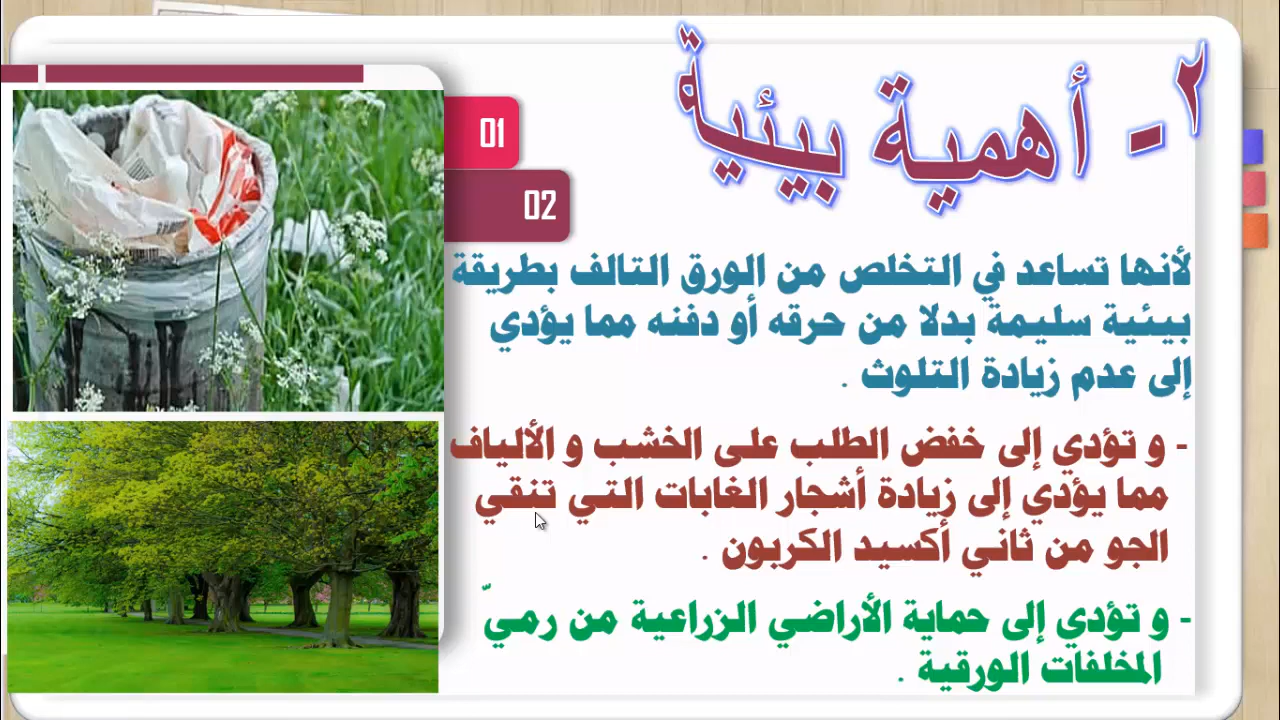 ٢- أهمية بيئية
01
02
لأنها تساعد في التخلص من الورق التالف بطريقة
بيئية سليمة بدلا من حرقه أو دفنه مما يؤدي
إلى عدم زيادة التلوث .
- و تؤدي إلى خفض الطلب على الخشب و الألياف
مما يؤدي إلى زيادة أشجار الغابات التي تنقي
الجو من ثاني أكسيد الكربون .
- و تؤدي إلى حماية الأراضي الزراعية من رميّ
المخلفات الورقية .